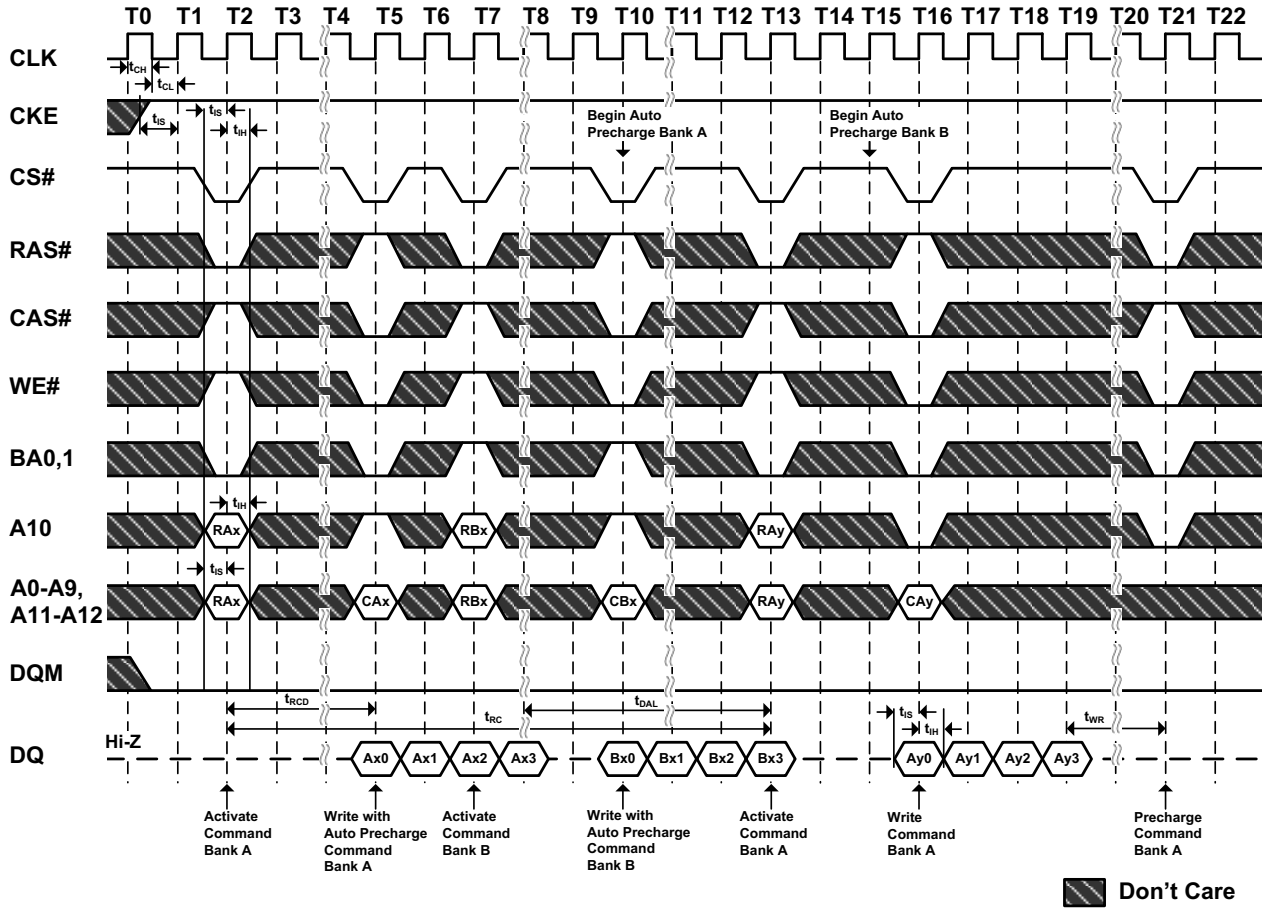 T0 T1 T2 T3 T4 T5 T6 T7 T8 T9 T10 T11 T12 T13 T14 T15 T16 T17 T18 T19 T20 T21 T22
CLK
tCH
tCL
CKE
tIS
tIS
tIH
Begin Auto
Precharge Bank A
Begin Auto
Precharge Bank B
CS#
RAS#
CAS#
WE#
BA0,1
tIH
A10
RAx RBx RAy
tIS
A0-A9,
A11-A12
RAx CAx RBx CBx RAy CAy
DQM
tRCD
tRC
tDAL
tIS
tIH
tWR
Hi-Z
DQ
Ax0 Ax1 Ax2 Ax3 Bx0 Bx1 Bx2 Bx3 Ay0 Ay1 Ay2 Ay3
Activate
Command
Bank A
Write with
Auto Precharge
Command
Bank A
Activate
Command
Bank B
Write with
Auto Precharge
Command
Bank B
Activate
Command
Bank A
Write
Command
Bank A
Precharge
Command
Bank A
Don't Care